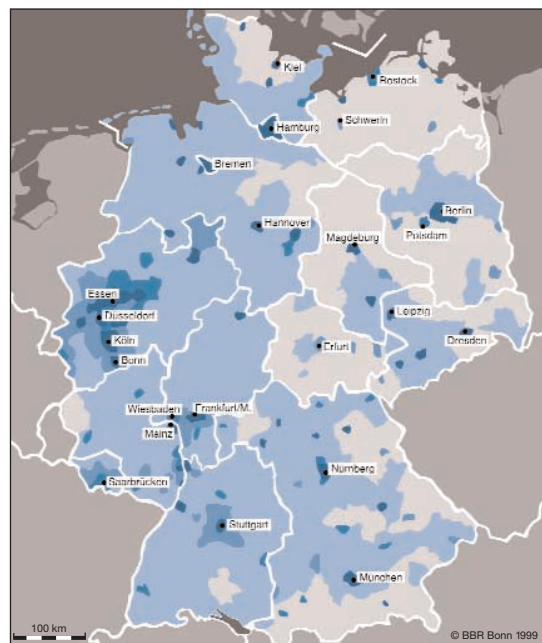 Kiel
Rostock
Schwerin
Hamburg
Bremen
Berlin
Hannover
Potsdam
Magdeburg
Essen
Düsseldorf
Leipzig
Köln
Dresden
Erfurt
Bonn
Wiesbaden
Frankfurt/M.
Mainz
Nürnberg
Saarbrücken
Stuttgart
München
100 km
© BBR Bonn 1999